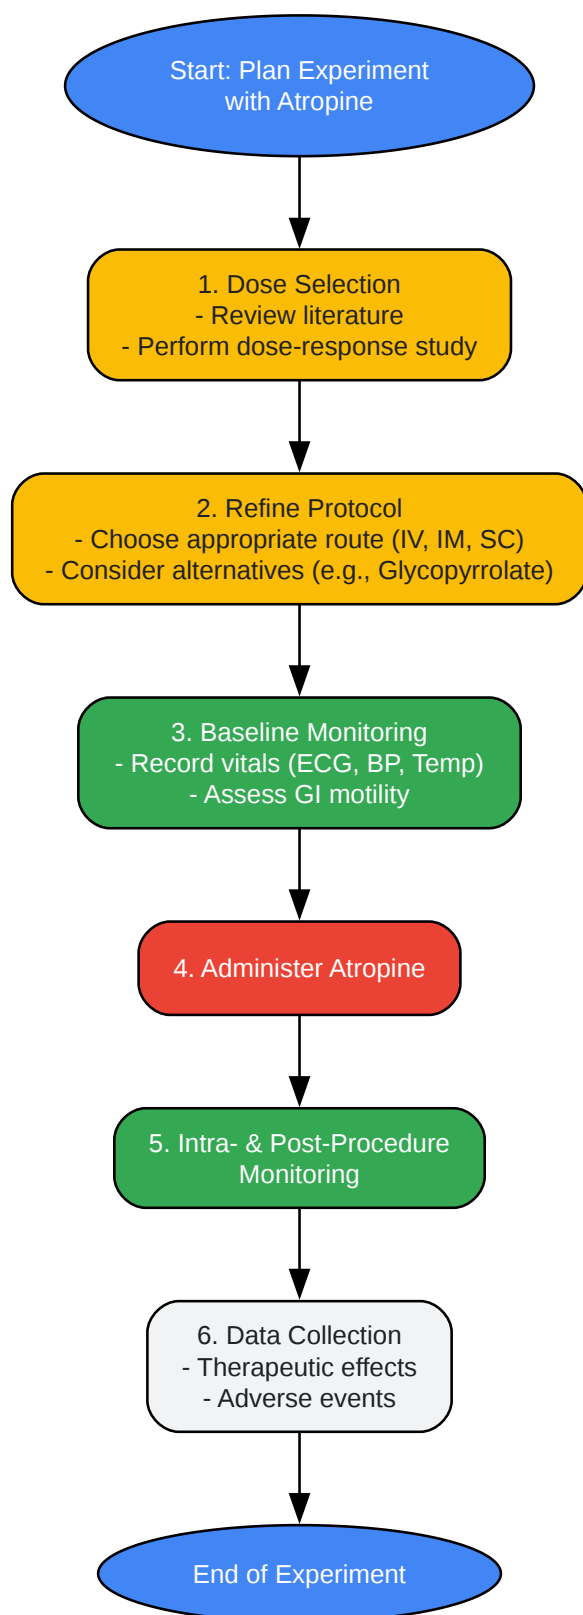 Start: Plan Experiment
with Atropine
1. Dose Selection
- Review literature
- Perform dose-response study
2. Refine Protocol
- Choose appropriate route (IV, IM, SC)
- Consider alternatives (e.g., Glycopyrrolate)
3. Baseline Monitoring
- Record vitals (ECG, BP, Temp)
- Assess GI motility
4. Administer Atropine
5. Intra- & Post-Procedure
Monitoring
6. Data Collection
- Therapeutic effects
- Adverse events
End of Experiment